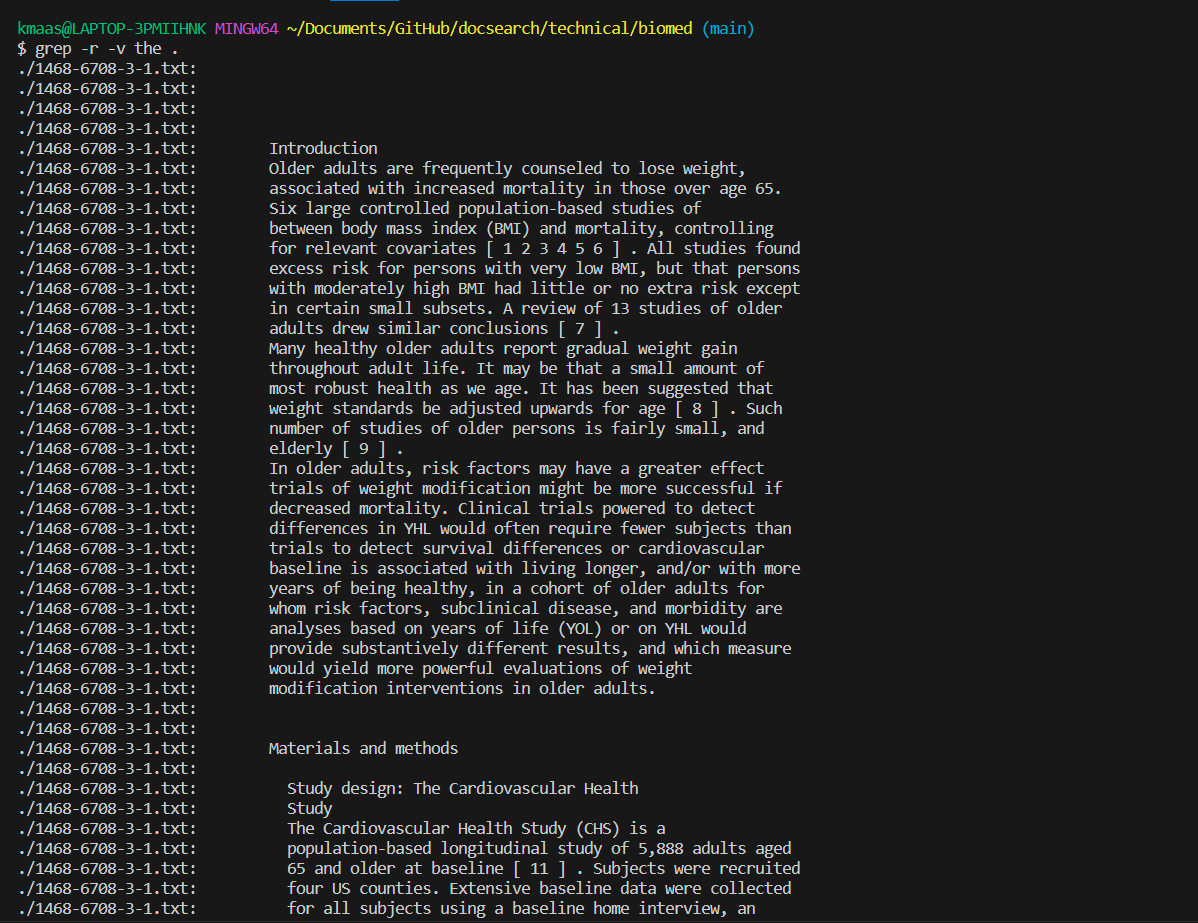 kmaas@LAPTOP-3PMIIHNK MINGW64 ~/Documents/GitHub/docsearch/technical/biomed (main)
$ grep -r -v the .
./1468-6708-3-1.txt:
./1468-6708-3-1.txt:
./1468-6708-3-1.txt:
./1468-6708-3-1.txt:
./1468-6708-3-1.txt:        Introduction
./1468-6708-3-1.txt:        Older adults are frequently counseled to lose weight,
./1468-6708-3-1.txt:        associated with increased mortality in those over age 65.
./1468-6708-3-1.txt:        Six large controlled population-based studies of
./1468-6708-3-1.txt:        between body mass index (BMI) and mortality, controlling
./1468-6708-3-1.txt:        for relevant covariates [ 1 2 3 4 5 6 ] . All studies found
./1468-6708-3-1.txt:        excess risk for persons with very low BMI, but that persons
./1468-6708-3-1.txt:        with moderately high BMI had little or no extra risk except
./1468-6708-3-1.txt:        in certain small subsets. A review of 13 studies of older
./1468-6708-3-1.txt:        adults drew similar conclusions [ 7 ] .
./1468-6708-3-1.txt:        Many healthy older adults report gradual weight gain
./1468-6708-3-1.txt:        throughout adult life. It may be that a small amount of
./1468-6708-3-1.txt:        most robust health as we age. It has been suggested that
./1468-6708-3-1.txt:        weight standards be adjusted upwards for age [ 8 ] . Such
./1468-6708-3-1.txt:        number of studies of older persons is fairly small, and
./1468-6708-3-1.txt:        elderly [ 9 ] .
./1468-6708-3-1.txt:        In older adults, risk factors may have a greater effect
./1468-6708-3-1.txt:        trials of weight modification might be more successful if
./1468-6708-3-1.txt:        decreased mortality. Clinical trials powered to detect
./1468-6708-3-1.txt:        differences in YHL would often require fewer subjects than
./1468-6708-3-1.txt:        trials to detect survival differences or cardiovascular
./1468-6708-3-1.txt:        baseline is associated with living longer, and/or with more
./1468-6708-3-1.txt:        years of being healthy, in a cohort of older adults for
./1468-6708-3-1.txt:        whom risk factors, subclinical disease, and morbidity are
./1468-6708-3-1.txt:        analyses based on years of life (YOL) or on YHL would
./1468-6708-3-1.txt:        provide substantively different results, and which measure
./1468-6708-3-1.txt:        would yield more powerful evaluations of weight
./1468-6708-3-1.txt:        modification interventions in older adults.
./1468-6708-3-1.txt:
./1468-6708-3-1.txt:
./1468-6708-3-1.txt:        Materials and methods
./1468-6708-3-1.txt:
./1468-6708-3-1.txt:          Study design: The Cardiovascular Health
./1468-6708-3-1.txt:          Study
./1468-6708-3-1.txt:          The Cardiovascular Health Study (CHS) is a
./1468-6708-3-1.txt:          population-based longitudinal study of 5,888 adults aged
./1468-6708-3-1.txt:          65 and older at baseline [ 11 ] . Subjects were recruited
./1468-6708-3-1.txt:          four US counties. Extensive baseline data were collected
./1468-6708-3-1.txt:          for all subjects using a baseline home interview, an